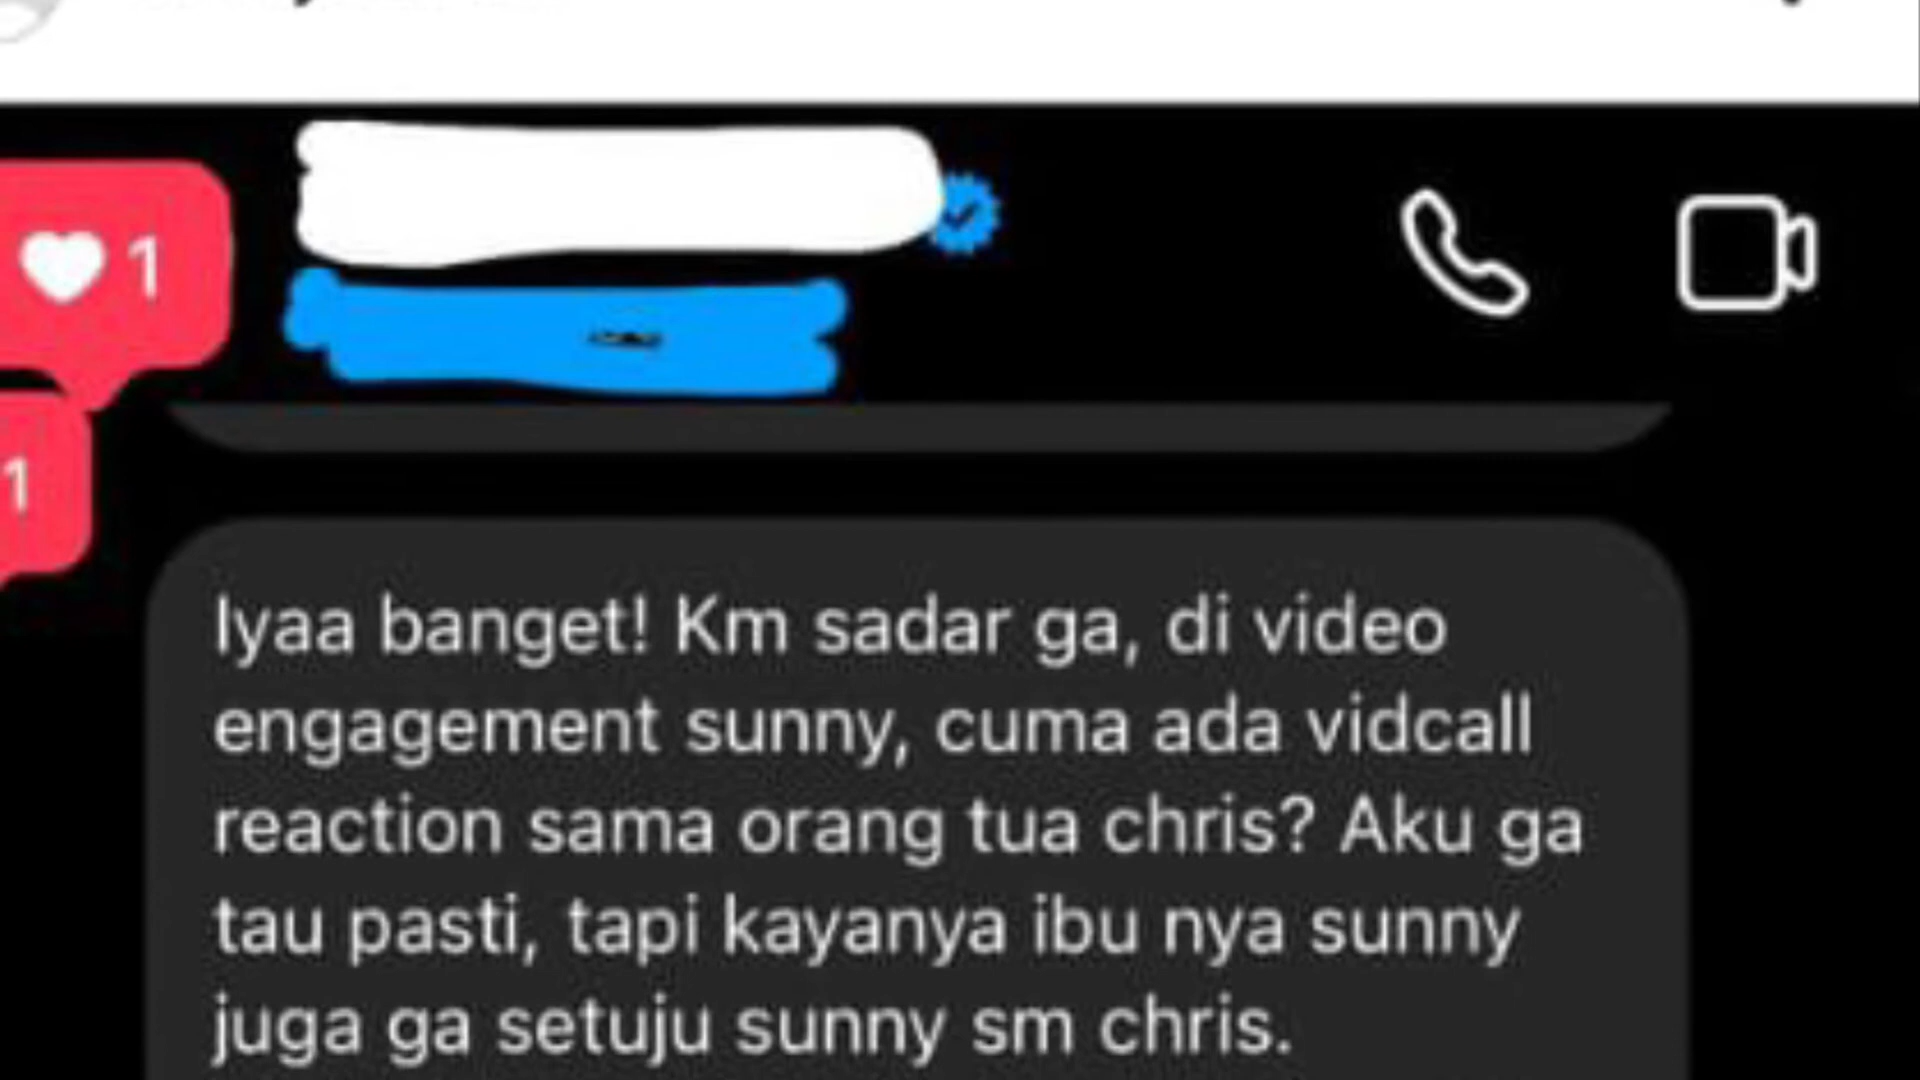 1
1
Iyaa banget! Km sadar ga, di video
engagement sunny, cuma ada vidcall
reaction sama orang tua chris? Aku ga
tau pasti, tapi kayanya ibu nya sunny
juga ga setuju sunny sm chris.